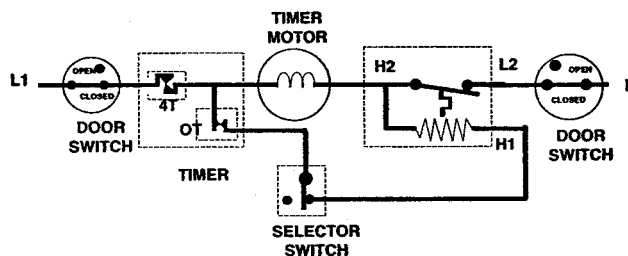 TIMER
MOTOR
L1
OPEN
CLOSED
DOOR
SWITCH
4T
OT
TIMER
H2
L2
H1
OPEN
CLOSED
DOOR
SWITCH
SELECTOR
SWITCH